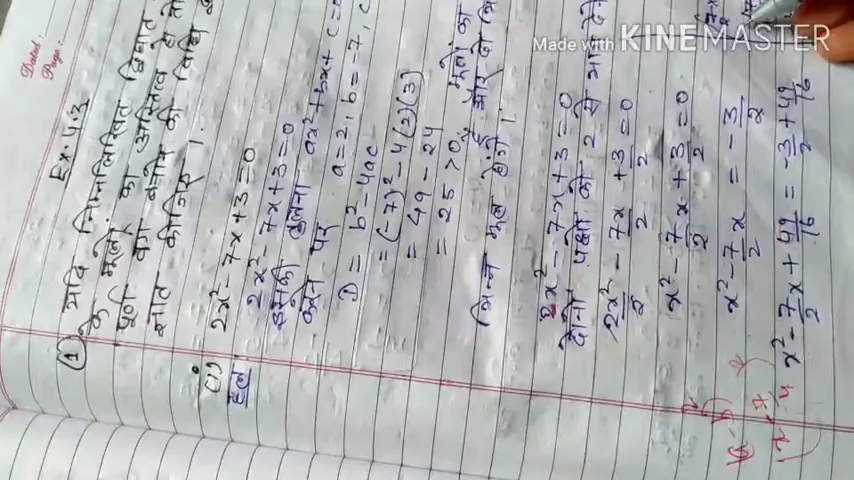 Dated:
Page:
Ex. 4.3
(1) यदि निम्नलिखित द्विघात
के मूलों का अस्तित्व हो तो
पूर्ण वर्ग बनाने की विधि
ज्ञात कीजिए।
(1) 2x² - 7x + 3 = 0
हल 2x² - 7x + 3 = 0
इसकी तुलना ax² + bx + c =
करने पर a = 2, b = -7, c
D = b² - 4ac
= (-7)² - 4(2)(3)
= 49 - 24
= 25 > 0, मूलों का
हैं और दो
भिन्न मूल होंगे।
2x² - 7x + 3 = 0
दोनों पक्षों को 2 से भाग देने
2x²/2 - 7x/2 + 3/2 = 0
x² - 7/2 x + 3/2 = 0
x² - 7/2 x = -3/2
x² - 7/2 x + 49/16 = -3/2 + 49/16
Made with KINEMASTER